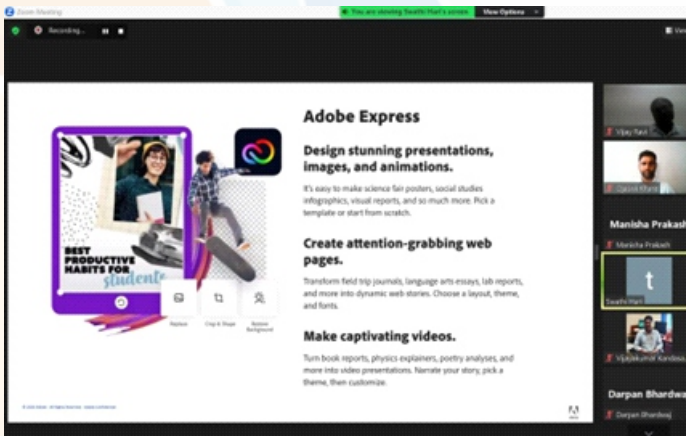 Zoom Meeting
You are viewing Swathi Hari's screen
View Options
Recording...
View
Adobe Express
Design stunning presentations,
images, and animations.
It's easy to make science fair posters, social studies
infographics, visual reports, and so much more. Pick a
template or start from scratch.
Create attention-grabbing web
pages.
Transform field trip journals, language arts essays, lab reports,
and more into dynamic web stories. Choose a layout, theme,
and fonts.
Make captivating videos.
Turn book reports, physics explainers, poetry analyses, and
more into video presentations. Narrate your story, pick a
theme, then customize.
BEST
PRODUCTIVE
HABITS FOR
students
Replace
Crop & Shape
Remove
Background
Vijay Ravi
Manisha Prakash
Manisha Prakash
t
Swathi Hari
Vijayakumar Kandasa
Darpan Bhardwa
Darpan Bhardwaj